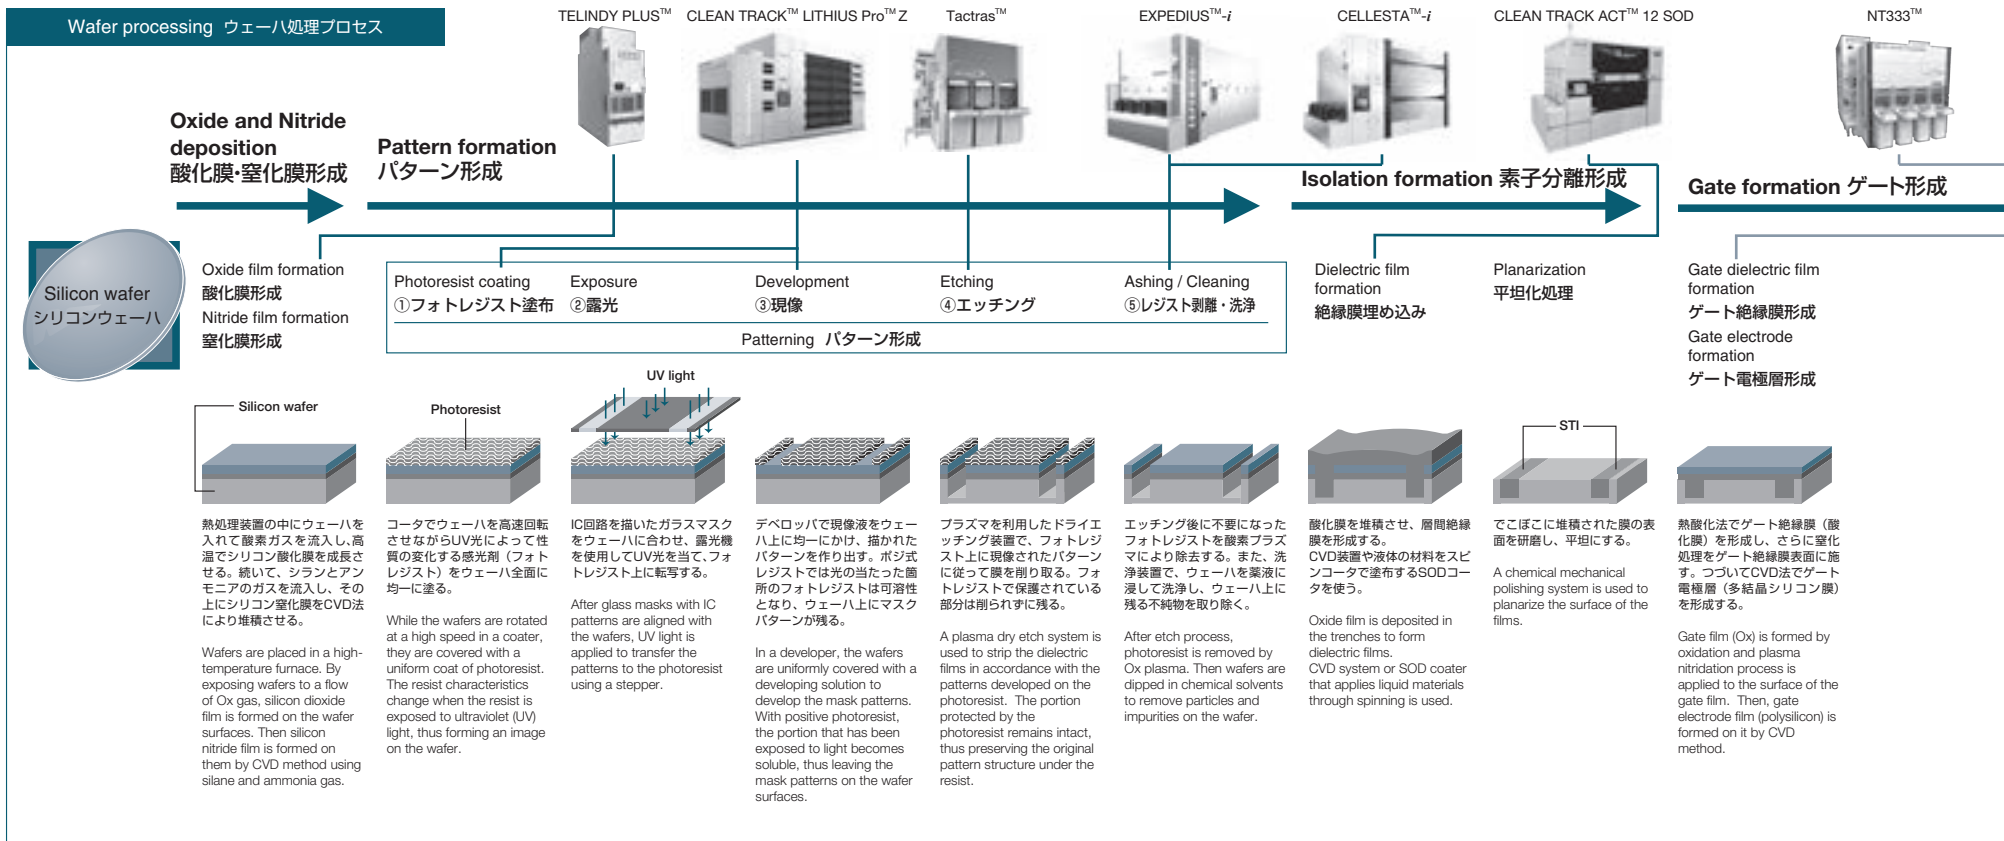 Wafer processing ウェーハ処理プロセス
TELINDY PLUS™
CLEAN TRACK™ LITHIUS Pro™ Z
Tactras™
EXPEDIUS™-i
CELLESTA™-i
CLEAN TRACK ACT™ 12 SOD
NT333™
Oxide and Nitride
deposition
酸化膜・窒化膜形成
Pattern formation
パターン形成
Isolation formation 素子分離形成
Gate formation ゲート形成
Silicon wafer
シリコンウェーハ
Oxide film formation
酸化膜形成
Nitride film formation
窒化膜形成
Photoresist coating
①フォトレジスト塗布
Exposure
②露光
Development
③現像
Etching
④エッチング
Ashing / Cleaning
⑤レジスト剥離・洗浄
Patterning パターン形成
Dielectric film
formation
絶縁膜埋め込み
Planarization
平坦化処理
Gate dielectric film
formation
ゲート絶縁膜形成
Gate electrode
formation
ゲート電極層形成
Silicon wafer
Photoresist
UV light
STI
熱処理装置の中にウェーハを
入れて酸素ガスを流入し、高
温でシリコン酸化膜を成長さ
せる。続いて、シランとアン
モニアのガスを流入し、その
上にシリコン窒化膜をCVD法
により堆積させる。
Wafers are placed in a high-
temperature furnace. By
exposing wafers to a flow
of Ox gas, silicon dioxide
film is formed on the wafer
surfaces. Then silicon
nitride film is formed on
them by CVD method using
silane and ammonia gas.
コータでウェーハを高速回転
させながらUV光によって性
質の変化する感光剤（フォト
レジスト）をウェーハ全面に
均一に塗る。
While the wafers are rotated
at a high speed in a coater,
they are covered with a
uniform coat of photoresist.
The resist characteristics
change when the resist is
exposed to ultraviolet (UV)
light, thus forming an image
on the wafer.
IC回路を描いたガラスマスク
をウェーハに合わせ、露光機
を使用してUV光を当て、フォ
トレジスト上に転写する。
After glass masks with IC
patterns are aligned with
the wafers, UV light is
applied to transfer the
patterns to the photoresist
using a stepper.
デベロッパで現像液をウェー
ハ上に均一にかけ、描かれた
パターンを作り出す。ポジ式
レジストでは光の当たった箇
所のフォトレジストは可溶性
となり、ウェーハ上にマスク
パターンが残る。
In a developer, the wafers
are uniformly covered with a
developing solution to
develop the mask patterns.
With positive photoresist,
the portion that has been
exposed to light becomes
soluble, thus leaving the
mask patterns on the wafer
surfaces.
プラズマを利用したドライエ
ッチング装置で、フォトレジ
スト上に現像されたパターン
に従って膜を削り取る。フォ
トレジストで保護されている
部分は削られずに残る。
A plasma dry etch system is
used to strip the dielectric
films in accordance with the
patterns developed on the
photoresist. The portion
protected by the
photoresist remains intact,
thus preserving the original
pattern structure under the
resist.
エッチング後に不要になった
フォトレジストを酸素プラズ
マにより除去する。また、洗
浄装置で、ウェーハを薬液に
浸して洗浄し、ウェーハ上に
残る不純物を取り除く。
After etch process,
photoresist is removed by
Ox plasma. Then wafers are
dipped in chemical solvents
to remove particles and
impurities on the wafer.
酸化膜を堆積させ、層間絶縁
膜を形成する。
CVD装置や液体の材料をスピ
ンコータで塗布するSODコー
タを使う。
Oxide film is deposited in
the trenches to form
dielectric films.
CVD system or SOD coater
that applies liquid materials
through spinning is used.
でこぼこに堆積された膜の表
面を研磨し、平坦にする。
A chemical mechanical
polishing system is used to
planarize the surface of the
films.
熱酸化法でゲート絶縁膜（酸
化膜）を形成し、さらに窒化
処理をゲート絶縁膜表面に施
す。つづいてCVD法でゲート
電極層（多結晶シリコン膜）
を形成する。
Gate film (Ox) is formed by
oxidation and plasma
nitridation process is
applied to the surface of the
gate film. Then, gate
electrode film (polysilicon) is
formed on it by CVD
method.